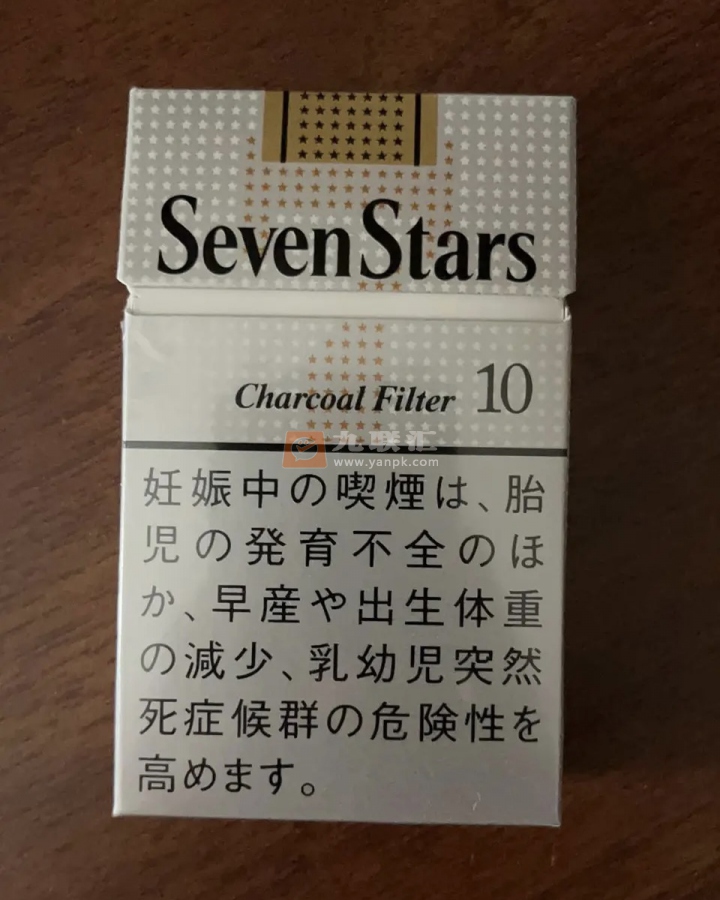 Seven Stars
Charcoal Filter 10
九联汇
www.yanpk.com
妊娠中の喫煙は、胎
児の発育不全のほ
か、早産や出生体重
の減少、乳幼児突然
死症候群の危険性を
高めます。